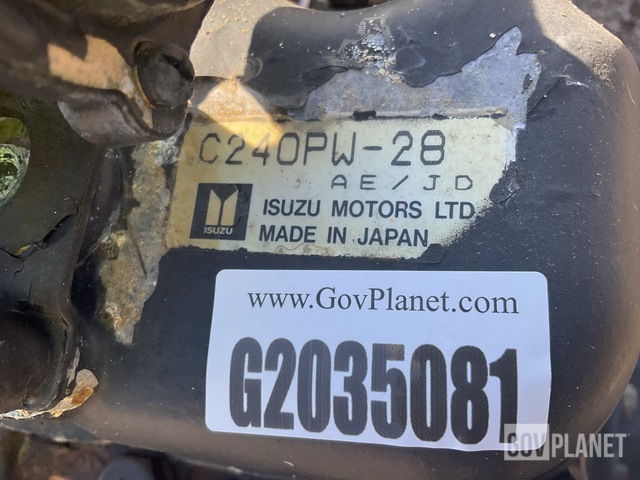 C240PW-28
AE/JD
ISUZU
ISUZU MOTORS LTD
MADE IN JAPAN
www.GovPlanet.com
G2035081
GOVPLANET